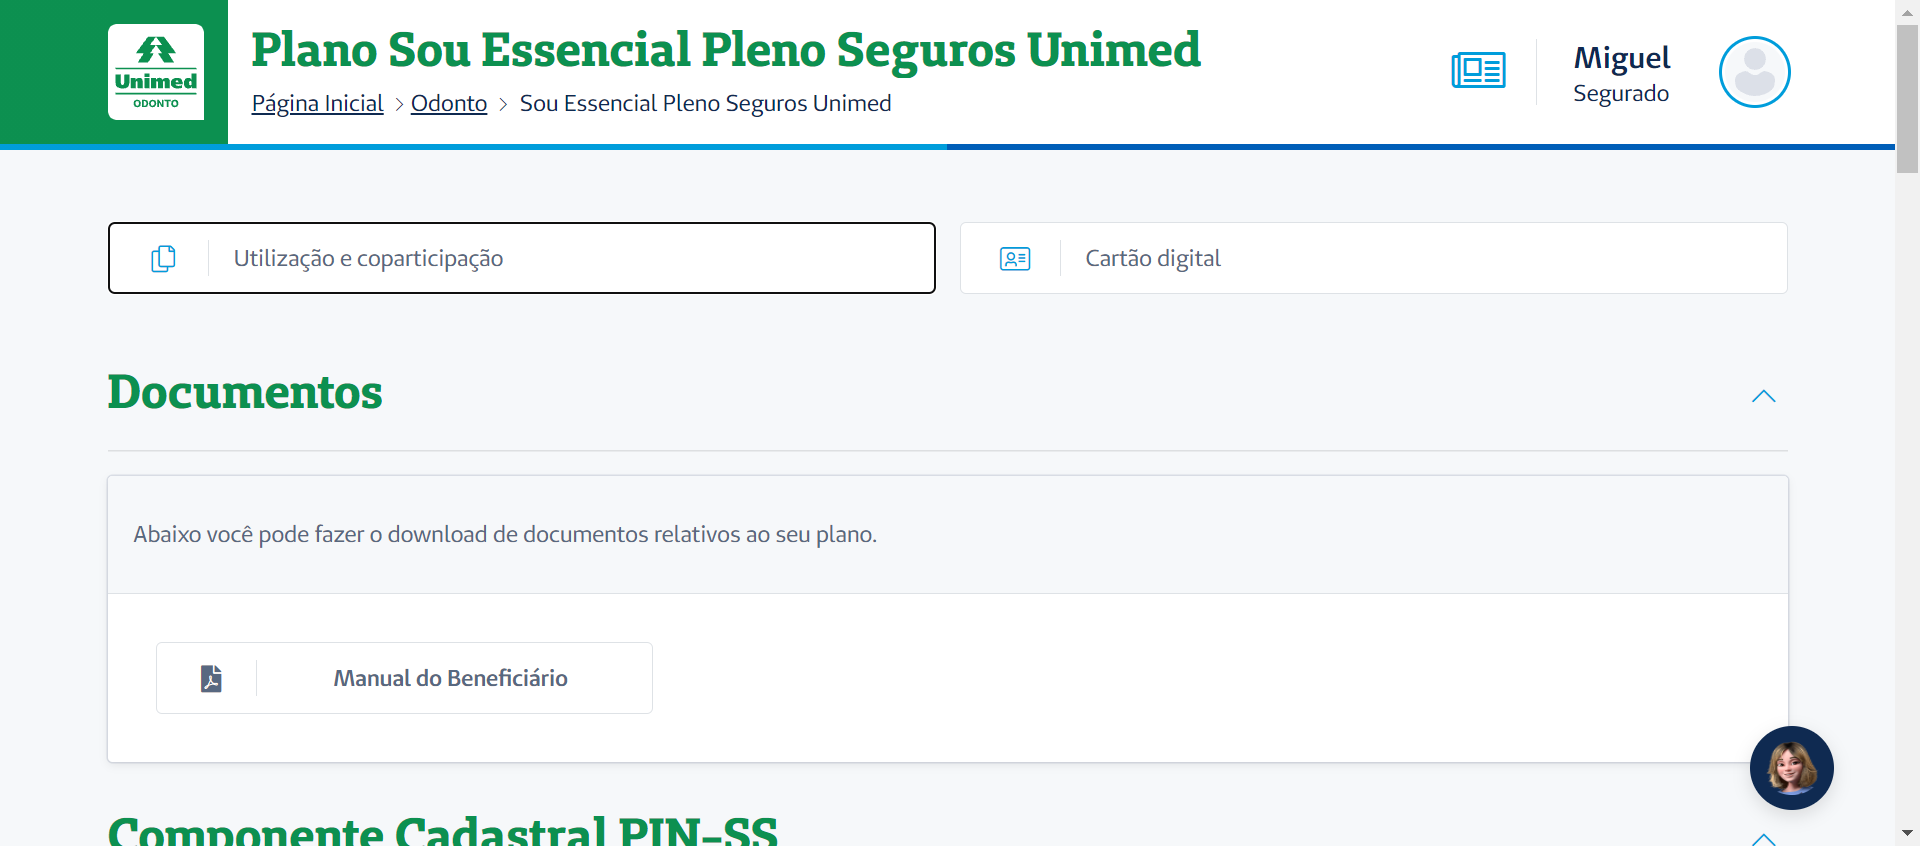 Unimed
ODONTO
Plano Sou Essencial Pleno Seguros Unimed
Página Inicial > Odonto > Sou Essencial Pleno Seguros Unimed
Miguel
Segurado
Utilização e coparticipação
Cartão digital
Documentos
Abaixo você pode fazer o download de documentos relativos ao seu plano.
Manual do Beneficiário
Componente Cadastral PIN-SS